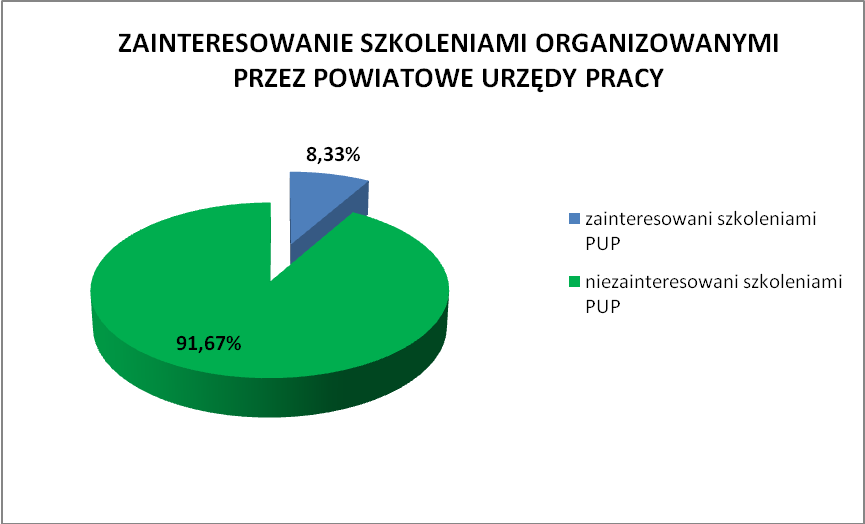 ZAINTERESOWANIE SZKOLENIAMI ORGANIZOWANYMI
PRZEZ POWIATOWE URZĘDY PRACY
8,33%
91,67%
zainteresowani szkoleniami
PUP
niezainteresowani szkoleniami
PUP